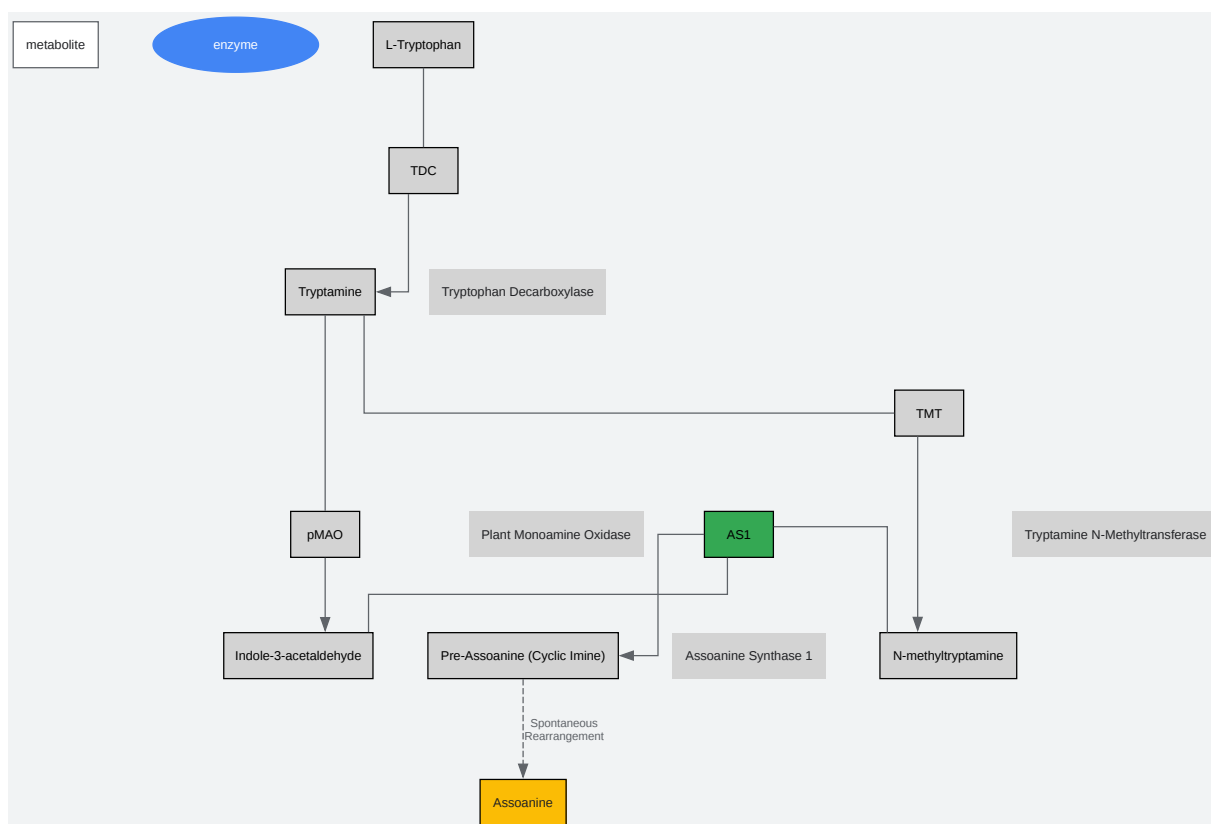 metabolite
enzyme
L-Tryptophan
TDC
Tryptamine
Tryptophan Decarboxylase
TMT
pMAO
Plant Monoamine Oxidase
AS1
Tryptamine N-Methyltransferase
Indole-3-acetaldehyde
Pre-Assoanine (Cyclic Imine)
Assoanine Synthase 1
N-methyltryptamine
Spontaneous
Rearrangement
Assoanine